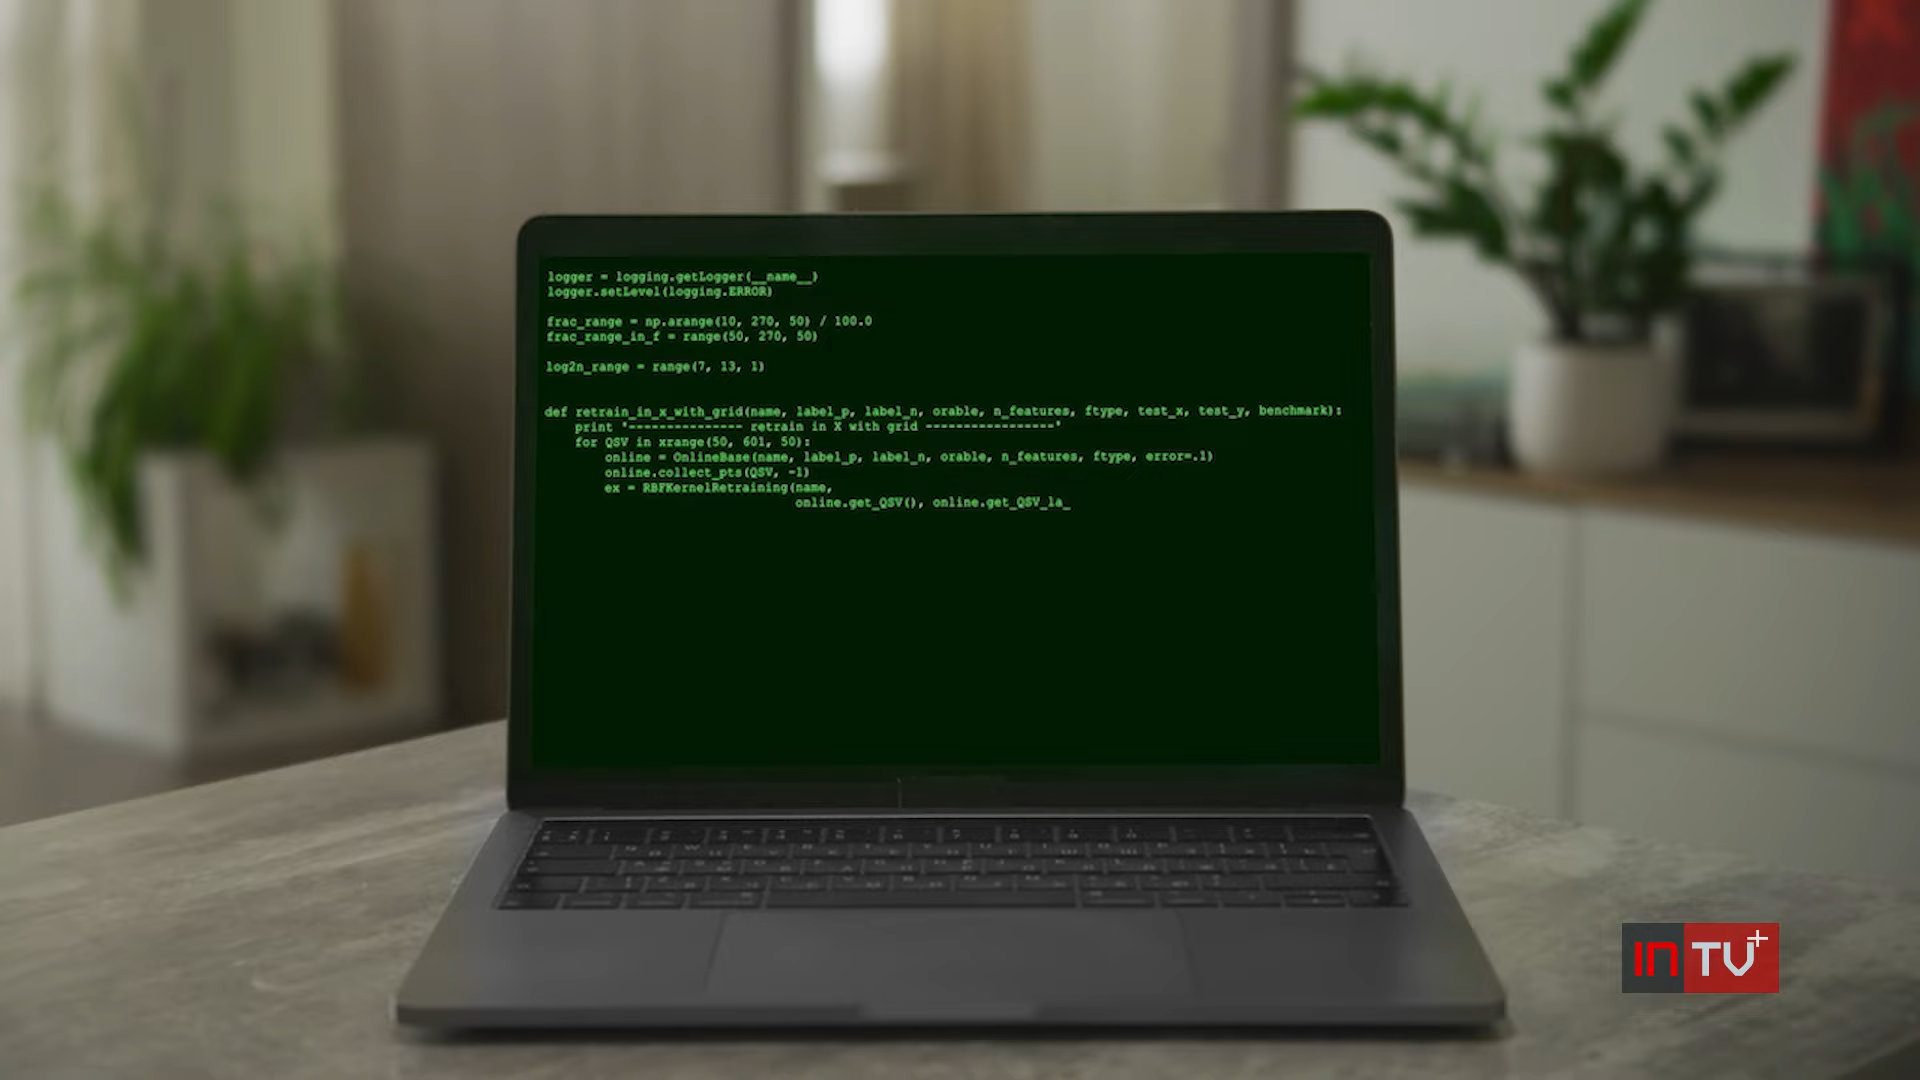 logger = logging.getLogger(__name__)
logger.setLevel(logging.ERROR)
frac_range = np.arange(10, 270, 50) / 100.0
frac_range_in_f = range(50, 270, 50)
log2n_range = range(7, 13, 1)
def retrain_in_x_with_grid(name, label_p, label_n, orable, n_features, ftype, test_x, test_y, benchmark):
print '--------------- retrain in X with grid -----------------'
for QSV in xrange(50, 601, 50):
online = OnlineBase(name, label_p, label_n, orable, n_features, ftype, error=.1)
online.collect_pts(QSV, -1)
ex = RBFKernelRetraining(name,
online.get_QSV(), online.get_QSV_la_
IN TV+